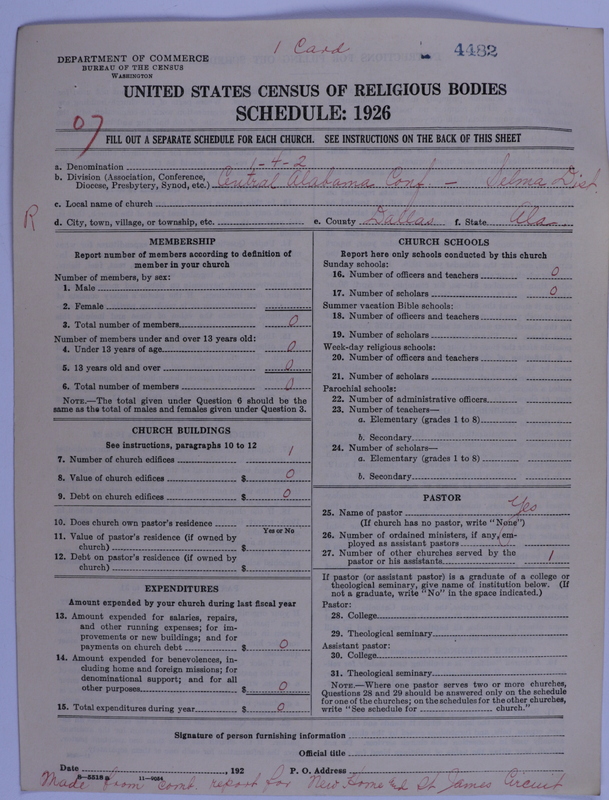 1 Card
4482
DEPARTMENT OF COMMERCE
BUREAU OF THE CENSUS
WASHINGTON
UNITED STATES CENSUS OF RELIGIOUS BODIES
SCHEDULE: 1926
07
FILL OUT A SEPARATE SCHEDULE FOR EACH CHURCH. SEE INSTRUCTIONS ON THE BACK OF THIS SHEET
a. Denomination 1-4-2
b. Division (Association, Conference, Diocese, Presbytery, Synod, etc.) Central Alabama Conf — Selma Dist.
c. Local name of church
R
d. City, town, village, or township, etc. e. County Dallas f. State Ala
MEMBERSHIP
Report number of members according to definition of
member in your church
Number of members, by sex:
1. Male
2. Female
3. Total number of members 0
Number of members under and over 13 years old:
4. Under 13 years of age 0
5. 13 years old and over 0
6. Total number of members 0
NOTE.—The total given under Question 6 should be the
same as the total of males and females given under Question 3.
CHURCH BUILDINGS
See instructions, paragraphs 10 to 12
7. Number of church edifices 1
8. Value of church edifices $ 0
9. Debt on church edifices $ 0
10. Does church own pastor's residence
Yes or No
11. Value of pastor's residence (if owned by
church) $
12. Debt on pastor's residence (if owned by
church) $
EXPENDITURES
Amount expended by your church during last fiscal year
13. Amount expended for salaries, repairs,
and other running expenses; for im-
provements or new buildings; and for
payments on church debt $ 0
14. Amount expended for benevolences, in-
cluding home and foreign missions; for
denominational support; and for all
other purposes $ 0
15. Total expenditures during year $ 0
CHURCH SCHOOLS
Report here only schools conducted by this church
Sunday schools:
16. Number of officers and teachers 0
17. Number of scholars 0
Summer vacation Bible schools:
18. Number of officers and teachers
19. Number of scholars
Week-day religious schools:
20. Number of officers and teachers
21. Number of scholars
Parochial schools:
22. Number of administrative officers
23. Number of teachers—
a. Elementary (grades 1 to 8)
b. Secondary
24. Number of scholars—
a. Elementary (grades 1 to 8)
b. Secondary
PASTOR
25. Name of pastor Yes
(If church has no pastor, write "None")
26. Number of ordained ministers, if any, em-
ployed as assistant pastors
27. Number of other churches served by the
pastor or his assistants 1
If pastor (or assistant pastor) is a graduate of a college or
theological seminary, give name of institution below. (If
not a graduate, write "No" in the space indicated.)
Pastor:
28. College
29. Theological seminary
Assistant pastor:
30. College
31. Theological seminary
NOTE.—Where one pastor serves two or more churches,
Questions 28 and 29 should be answered only on the schedule
for one of the churches; on the schedules for the other churches,
write "See schedule for church."
Signature of person furnishing information
Official title
Date , 192 P. O. Address
8—5518 11—9054
Made from comb. report for New Home & St James Circuit